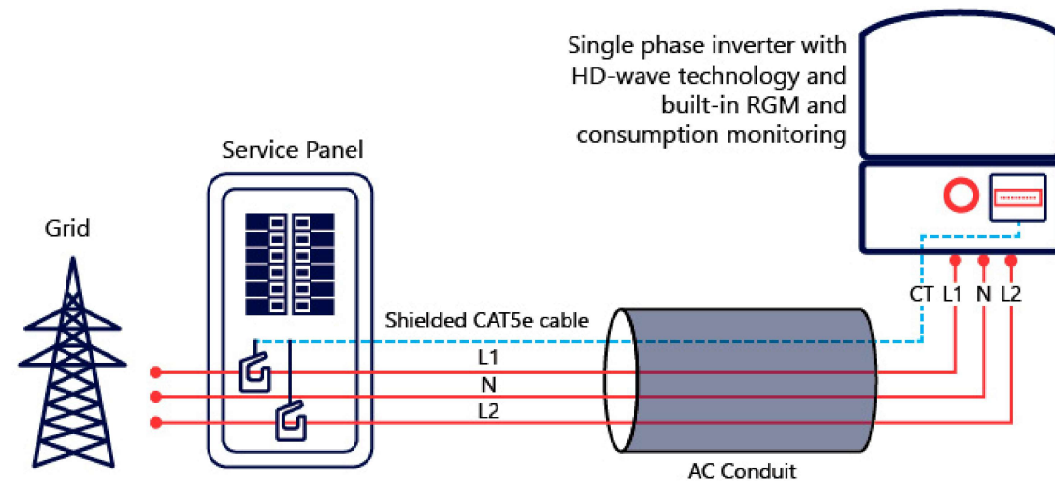 Single phase inverter with
HD-wave technology and
built-in RGM and
consumption monitoring
Service Panel
Grid
CT L1 N L2
Shielded CAT5e cable
L1
N
L2
AC Conduit